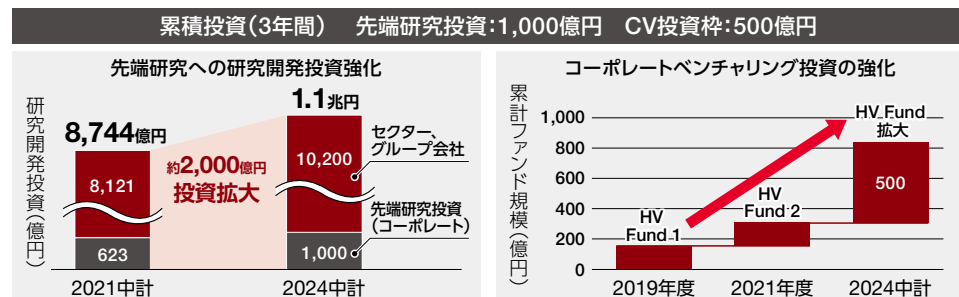 累積投資(3年間) 先端研究投資:1,000億円 CV投資枠:500億円
先端研究への研究開発投資強化
研究開発投資(億円)
8,744億円
1.1兆円
8,121
623
約2,000億円
投資拡大
10,200
1,000
セクター、
グループ会社
先端研究投資
(コーポレート)
2021中計
2024中計
コーポレートベンチャリング投資の強化
累計ファンド規模(億円)
1,000
800
600
400
200
0
HV
Fund 1
HV
Fund 2
HV Fund
拡大
500
2019年度
2021年度
2024中計